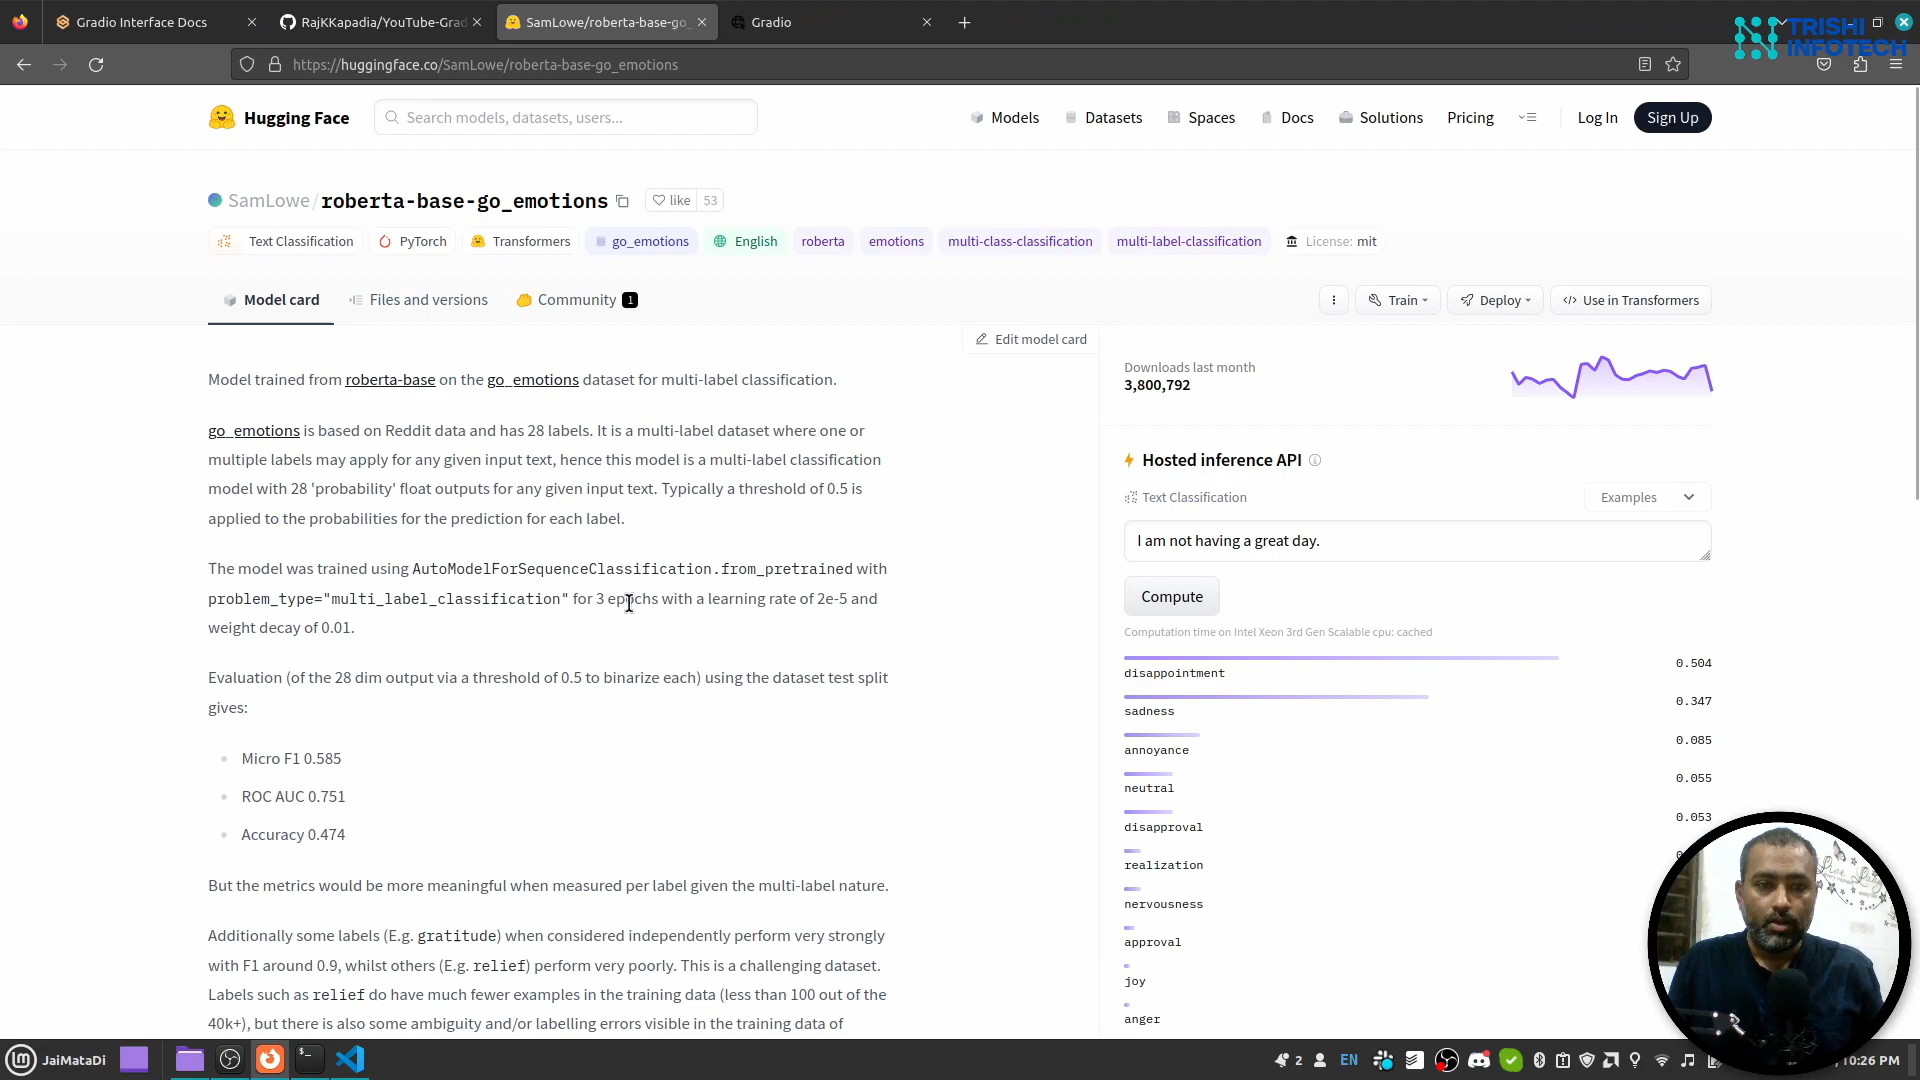 Gradio Interface Docs
RajKKapadia/YouTube-Grad
SamLowe/roberta-base-go_
Gradio
TRISHI
INFOTECH
https://huggingface.co/SamLowe/roberta-base-go_emotions
Hugging Face
Search models, datasets, users...
Models
Datasets
Spaces
Docs
Solutions
Pricing
Log In
Sign Up
SamLowe/roberta-base-go_emotions
like 53
Text Classification
PyTorch
Transformers
go_emotions
English
roberta
emotions
multi-class-classification
multi-label-classification
License: mit
Model card
Files and versions
Community 1
Train
Deploy
</> Use in Transformers
Edit model card
Model trained from roberta-base on the go_emotions dataset for multi-label classification.
go_emotions is based on Reddit data and has 28 labels. It is a multi-label dataset where one or
multiple labels may apply for any given input text, hence this model is a multi-label classification
model with 28 'probability' float outputs for any given input text. Typically a threshold of 0.5 is
applied to the probabilities for the prediction for each label.
The model was trained using AutoModelForSequenceClassification.from_pretrained with
problem_type="multi_label_classification" for 3 epochs with a learning rate of 2e-5 and
weight decay of 0.01.
Evaluation (of the 28 dim output via a threshold of 0.5 to binarize each) using the dataset test split
gives:
Micro F1 0.585
ROC AUC 0.751
Accuracy 0.474
But the metrics would be more meaningful when measured per label given the multi-label nature.
Additionally some labels (E.g. gratitude) when considered independently perform very strongly
with F1 around 0.9, whilst others (E.g. relief) perform very poorly. This is a challenging dataset.
Labels such as relief do have much fewer examples in the training data (less than 100 out of the
40k+), but there is also some ambiguity and/or labelling errors visible in the training data of
Downloads last month
3,800,792
Hosted inference API
Text Classification
Examples
I am not having a great day.
Compute
Computation time on Intel Xeon 3rd Gen Scalable cpu: cached
disappointment 0.504
sadness 0.347
annoyance 0.085
neutral 0.055
disapproval 0.053
realization
nervousness
approval
joy
anger
JaiMataDi
2
EN
10:26 PM